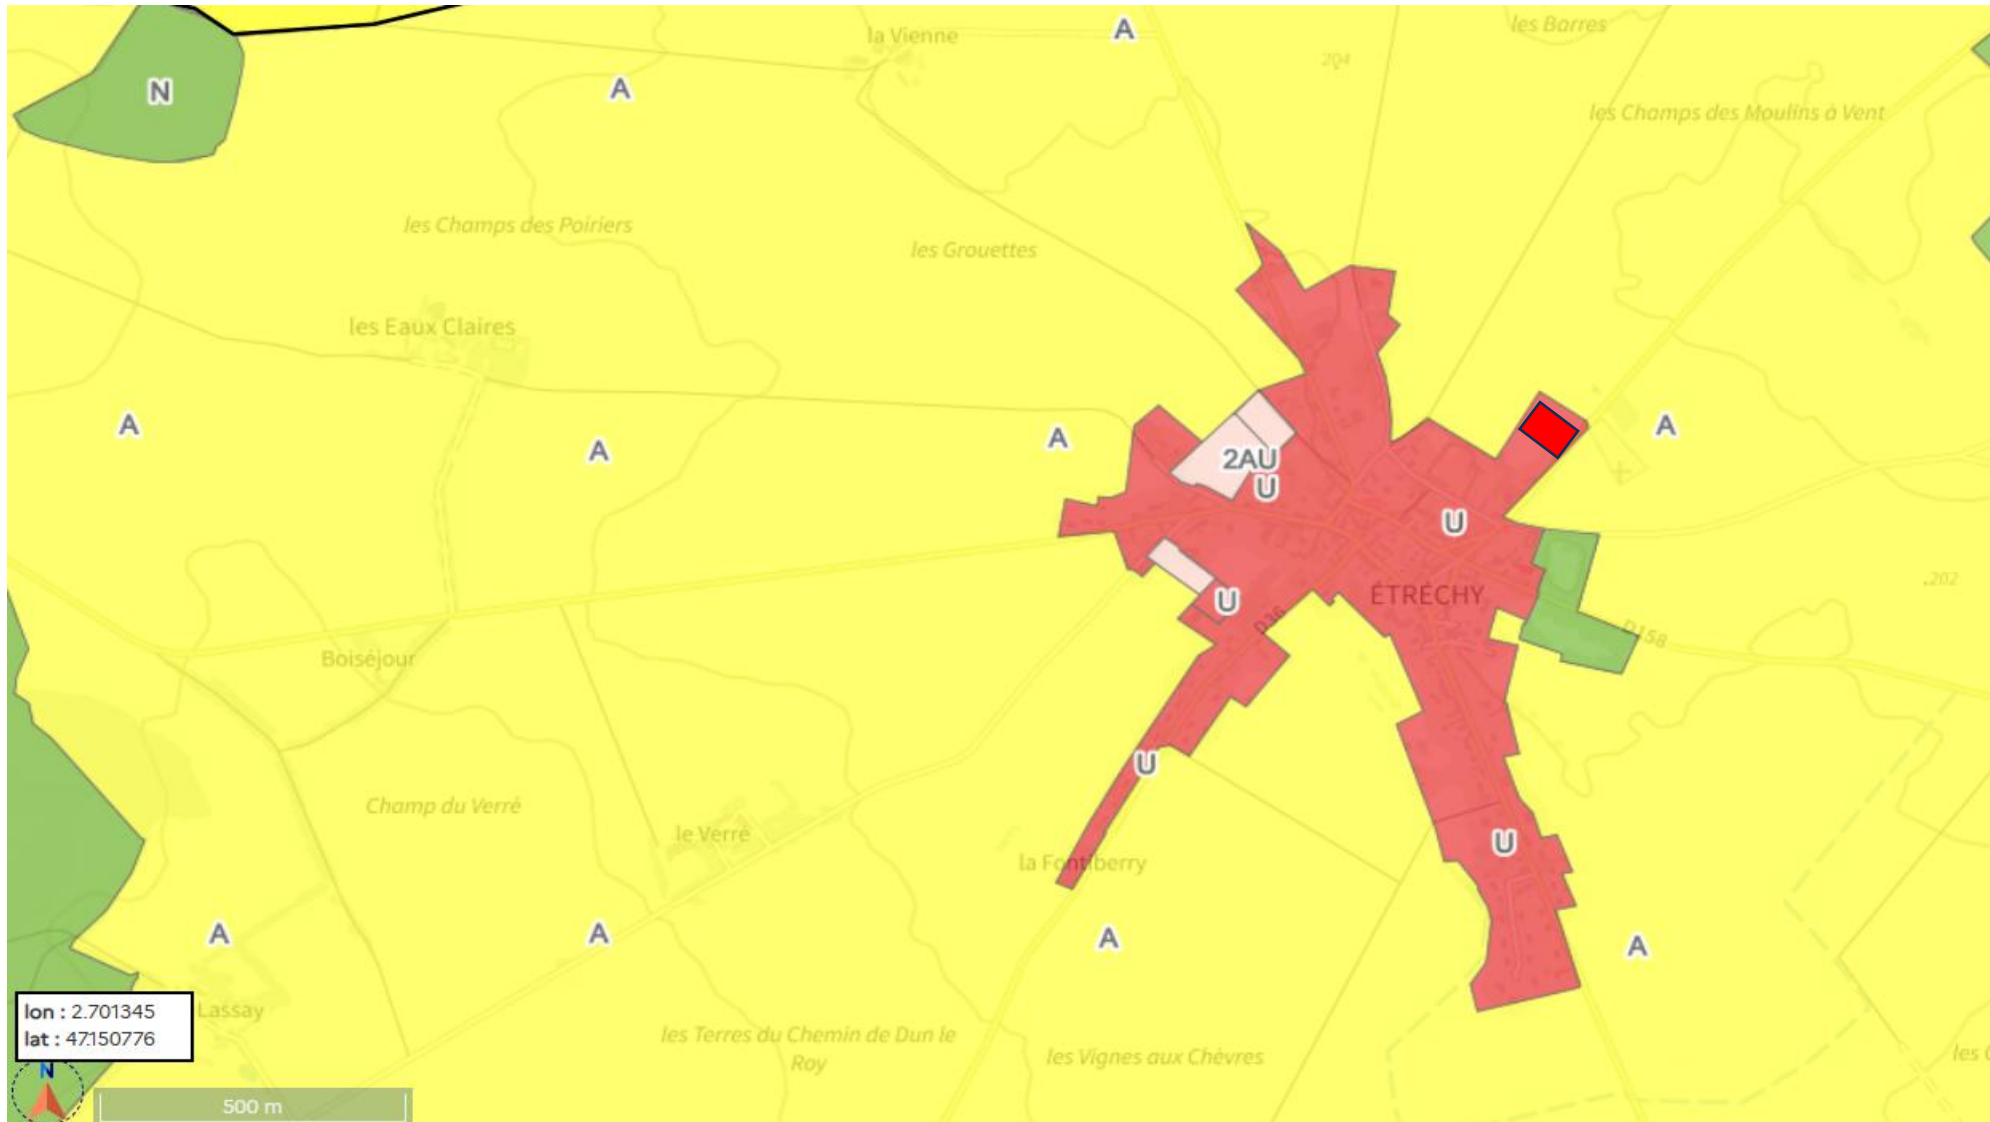 la Vienne
A
les Barres
204
N
A
les Champs des Moulins à Vent
les Champs des Poiriers
les Grouettes
les Eaux Claires
A
A
A
A
2AU
U
U
ÉTRÉCHY
.202
U
D36
D158
Boiséjour
U
Champ du Verré
le Verré
U
la Fontiberry
A
A
A
A
lon : 2.701345
Lassay
lat : 47.150776
les Terres du Chemin de Dun le
Roy
les Vignes aux Chèvres
N
500 m